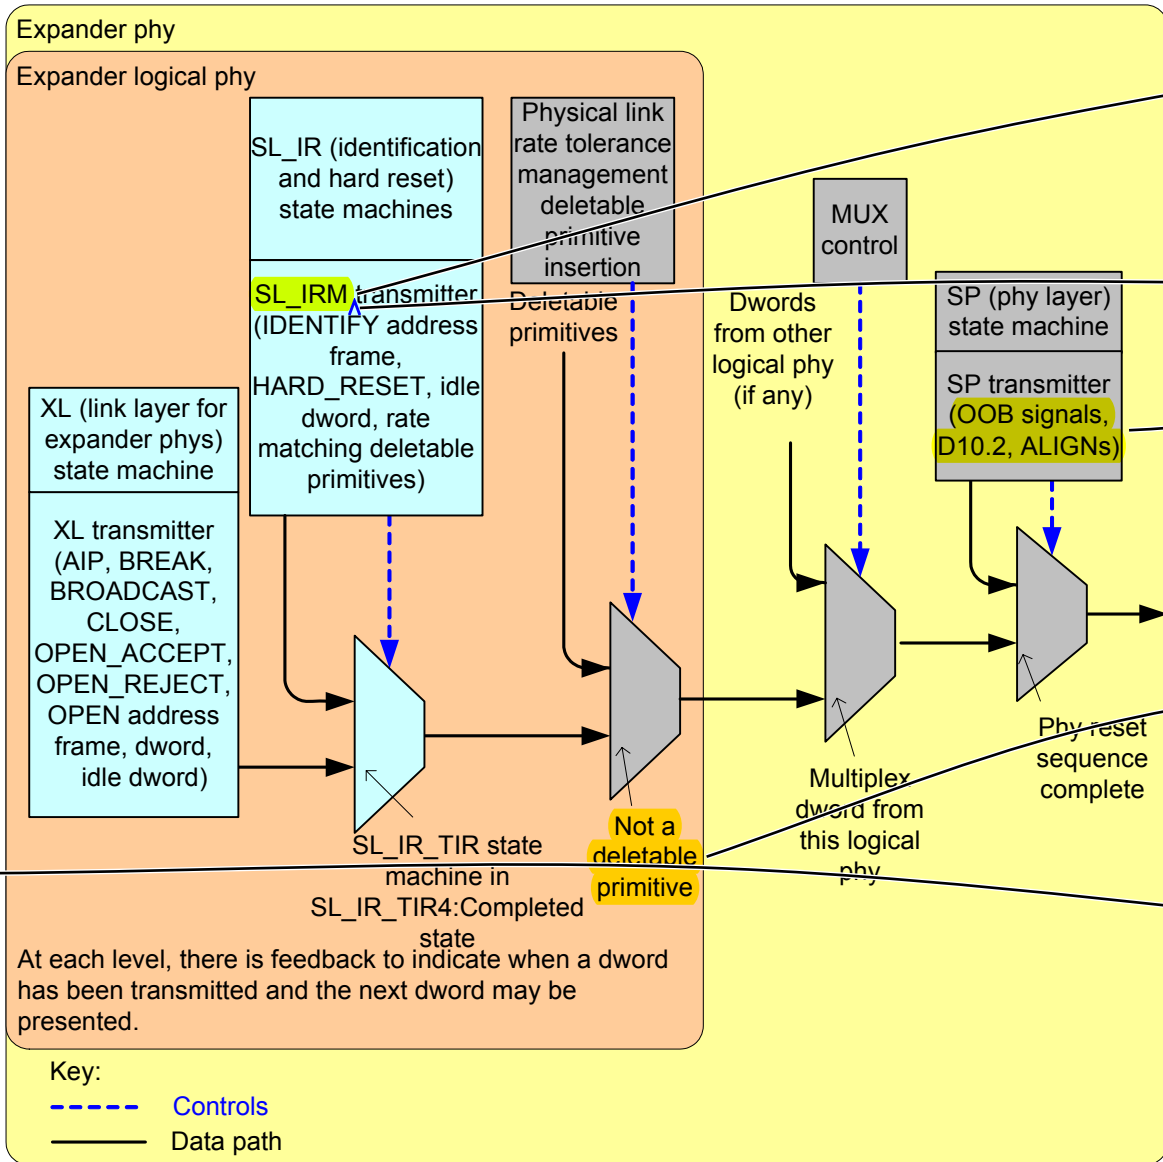 Expander phy
Expander logical phy
SL_IR (identification
and hard reset)
state machines
SL_IRM transmitter
(IDENTIFY address
frame,
HARD_RESET, idle
dword, rate
matching deletable
primitives)
Physical link
rate tolerance
management
deletable
primitive
insertion
Deletable
primitives
MUX
control
Dwords
from other
logical phy
(if any)
SP (phy layer)
state machine
SP transmitter
(OOB signals,
D10.2, ALIGNs)
XL (link layer for
expander phys)
state machine
XL transmitter
(AIP, BREAK,
BROADCAST,
CLOSE,
OPEN_ACCEPT,
OPEN_REJECT,
OPEN address
frame, dword,
idle dword)
SL_IR_TIR state
machine in
SL_IR_TIR4:Completed
state
Not a
deletable
primitive
Multiplex
dword from
this logical
phy
Phy reset
sequence
complete
At each level, there is feedback to indicate when a dword
has been transmitted and the next dword may be
presented.
Key:
Controls
Data path